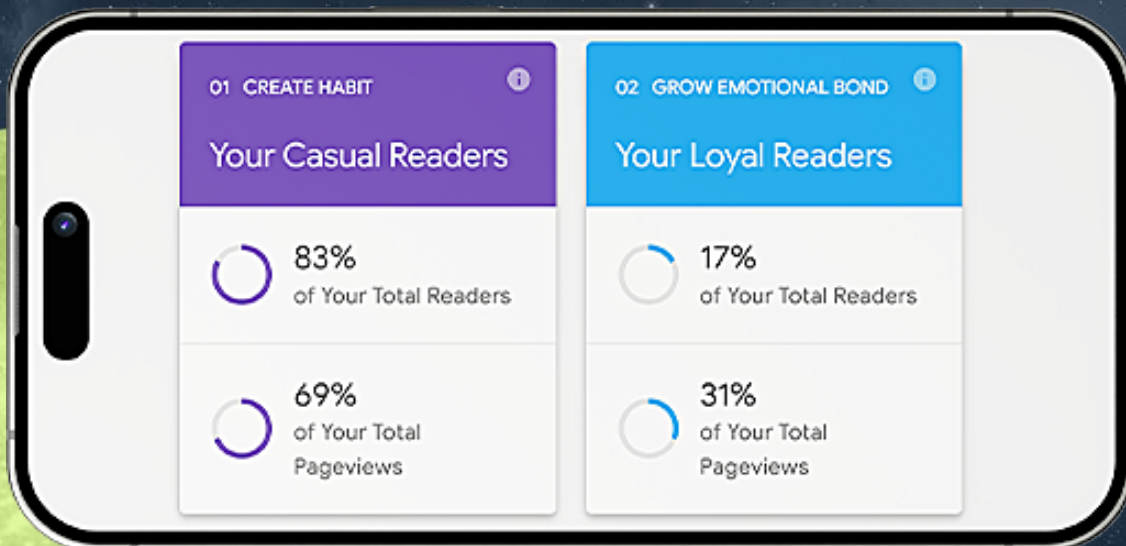 01 CREATE HABIT
Your Casual Readers
83%
of Your Total Readers
69%
of Your Total
Pageviews
02 GROW EMOTIONAL BOND
Your Loyal Readers
17%
of Your Total Readers
31%
of Your Total
Pageviews